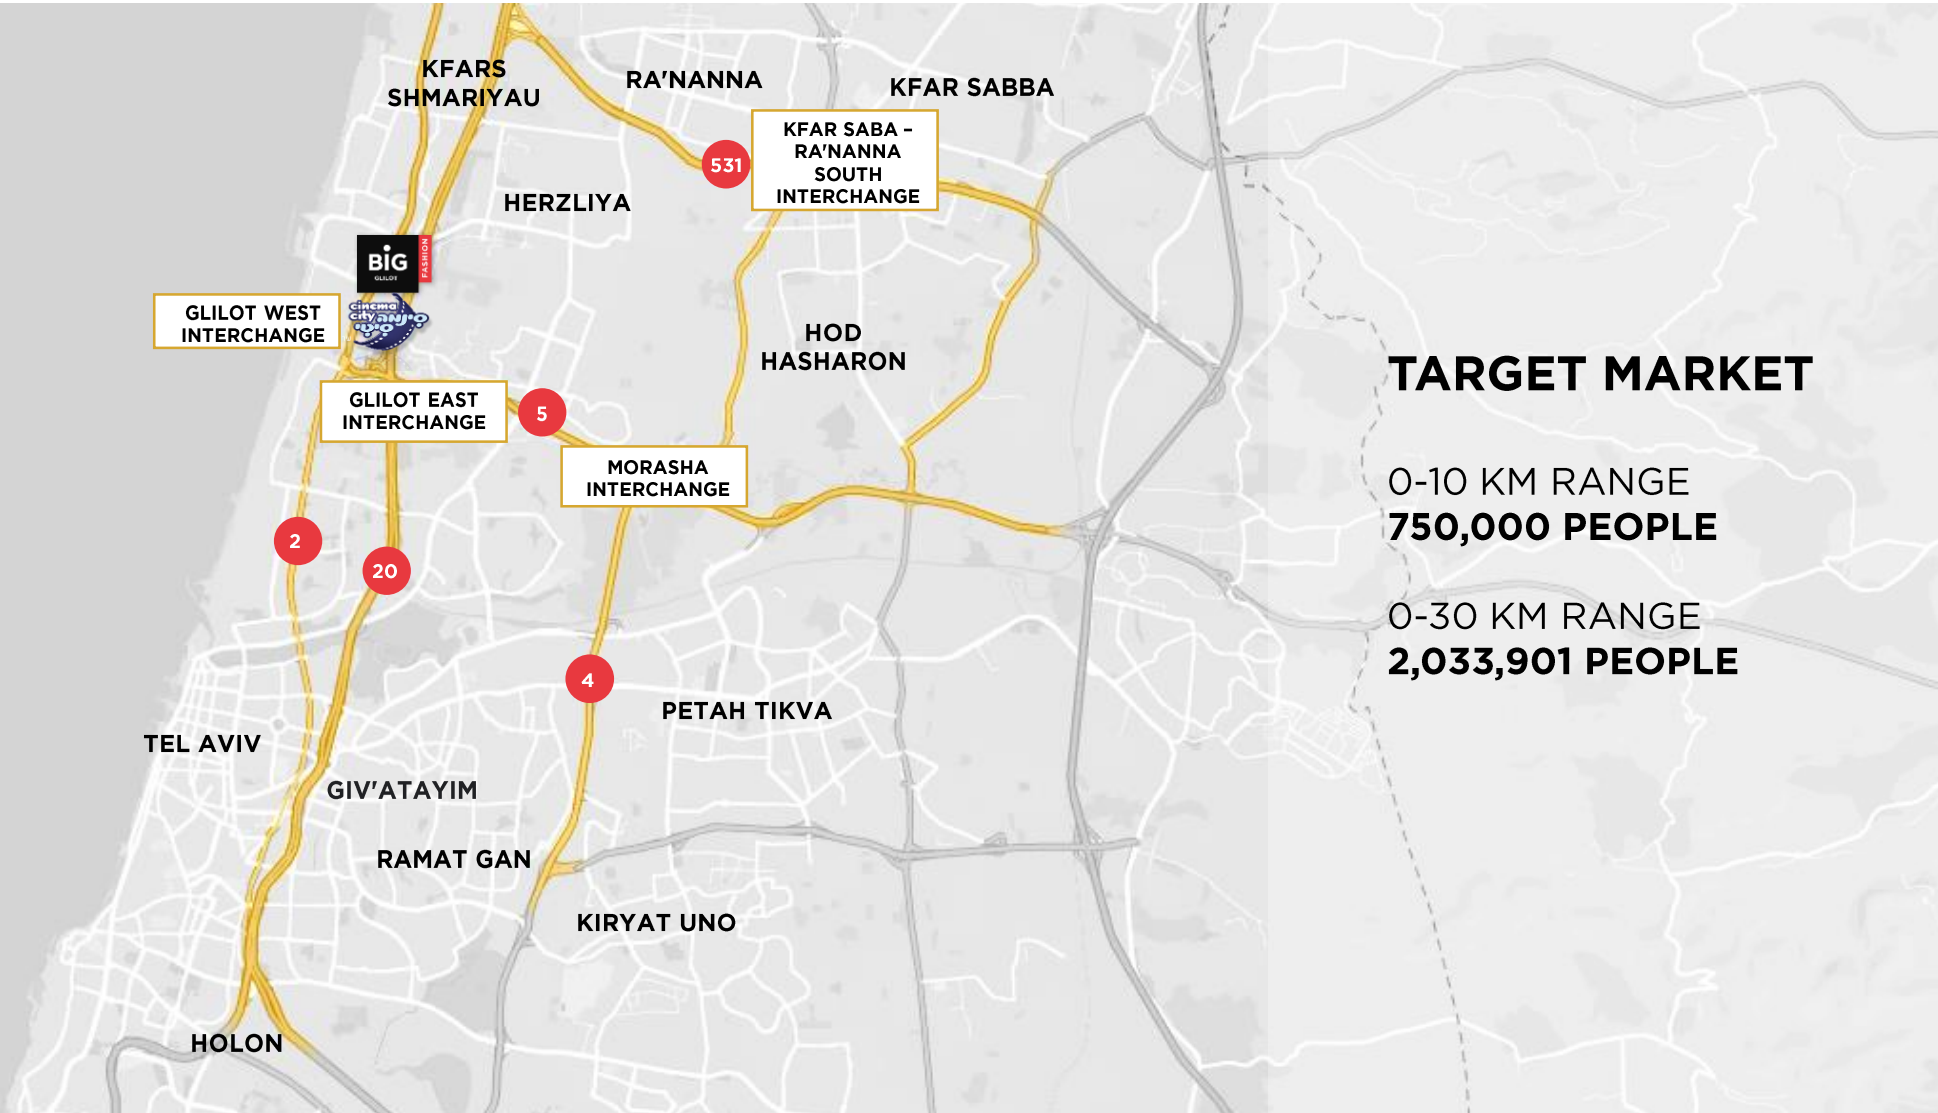 KFARS
SHMARIYAU
RA'NANNA
KFAR SABBA
KFAR SABA –
RA'NANNA
SOUTH
INTERCHANGE
531
HERZLIYA
BiG
GLILOT
FASHION
cinema
city
סינמה
סיטי
GLILOT WEST
INTERCHANGE
HOD
HASHARON
GLILOT EAST
INTERCHANGE
5
MORASHA
INTERCHANGE
2
20
4
PETAH TIKVA
TEL AVIV
GIV'ATAYIM
RAMAT GAN
KIRYAT UNO
HOLON
TARGET MARKET
0-10 KM RANGE
750,000 PEOPLE
0-30 KM RANGE
2,033,901 PEOPLE